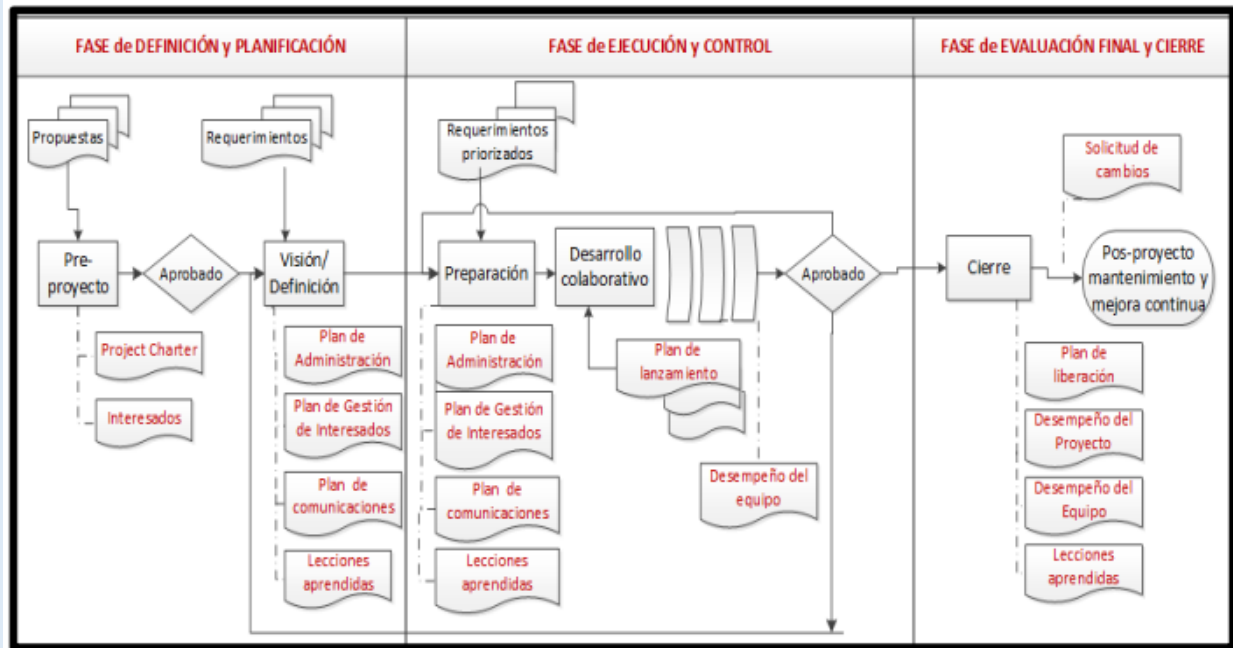 FASE de DEFINICIÓN y PLANIFICACIÓN
FASE de EJECUCIÓN y CONTROL
FASE de EVALUACIÓN FINAL y CIERRE
Propuestas
Requerimientos
Pre-
proyecto
Aprobado
Visión/
Definición
Project Charter
Interesados
Plan de
Administración
Plan de Gestión
de Interesados
Plan de
comunicaciones
Lecciones
aprendidas
Requerimientos
priorizados
Preparación
Desarrollo
colaborativo
Aprobado
Plan de
Administración
Plan de Gestión
de Interesados
Plan de
comunicaciones
Lecciones
aprendidas
Plan de
lanzamiento
Desempeño del
equipo
Solicitud de
cambios
Cierre
Pos-proyecto
mantenimiento y
mejora continua
Plan de
liberación
Desempeño del
Proyecto
Desempeño del
Equipo
Lecciones
aprendidas